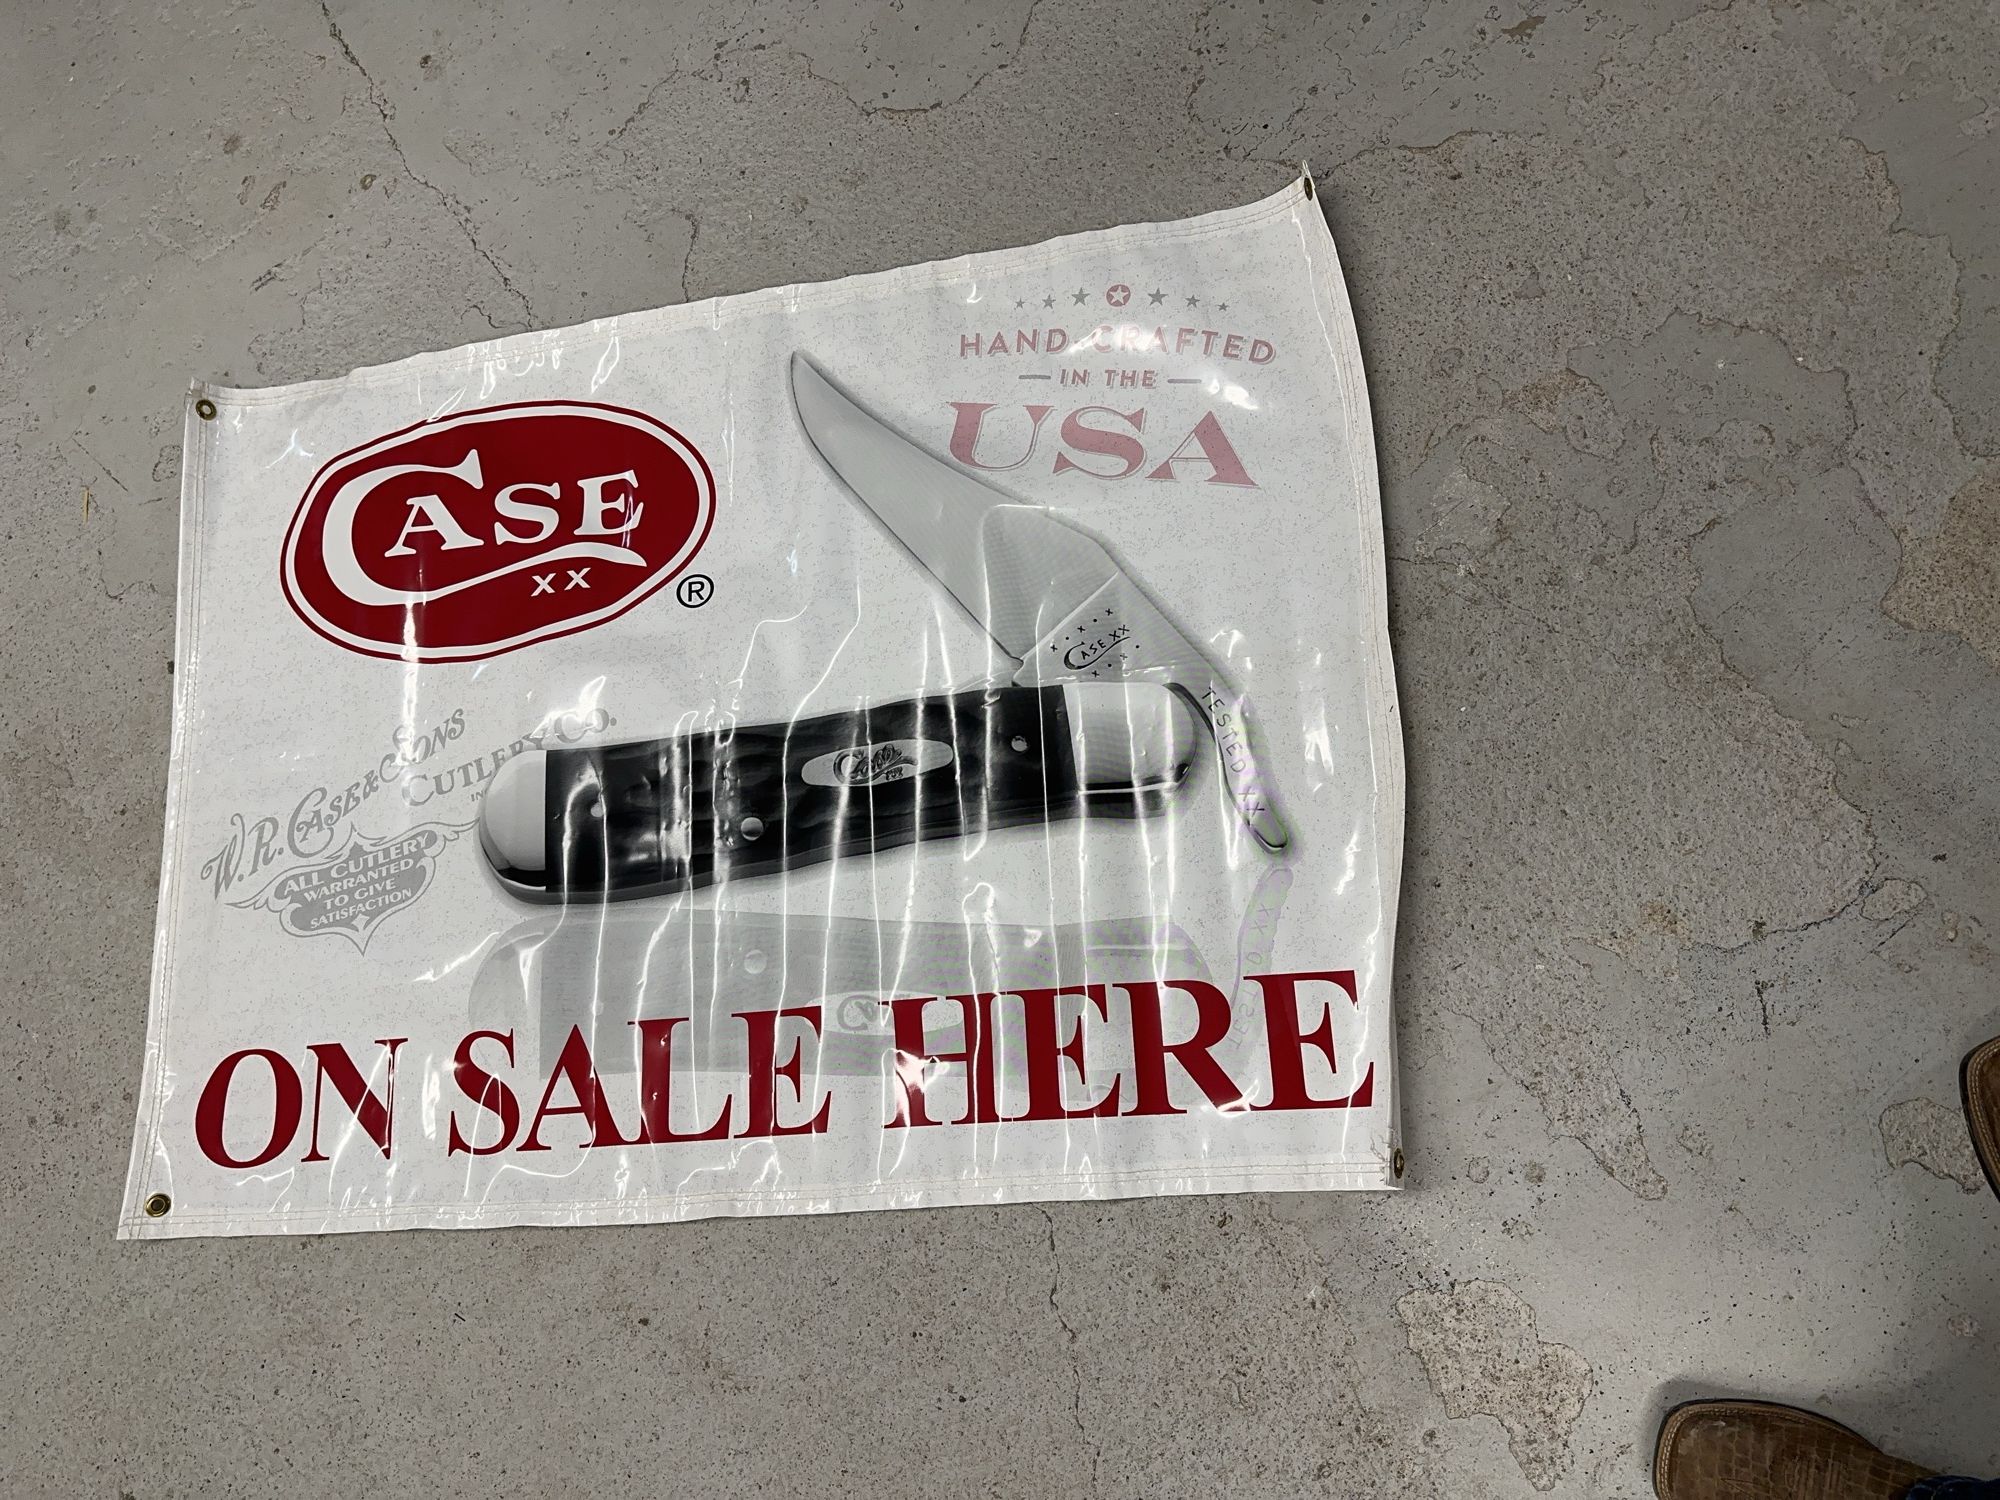 HAND-CRAFTED
IN THE
USA
CASE
XX
®
CASE XX
TESTED XX
W.R. CASE & SONS
CUTLERY CO.
ALL CUTLERY
WARRANTED
TO GIVE
SATISFACTION
Case
ON SALE HERE